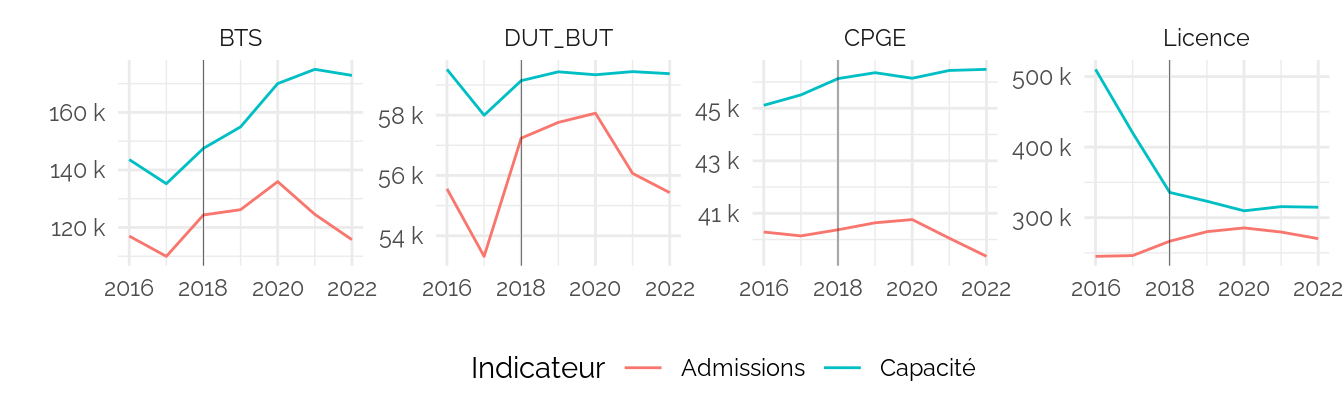 BTS DUT_BUT CPGE Licence
160 k 140 k 120 k
58 k 56 k 54 k
45 k 43 k 41 k
500 k 400 k 300 k
2016 2018 2020 2022 2016 2018 2020 2022 2016 2018 2020 2022 2016 2018 2020 2022
Indicateur Admissions Capacité